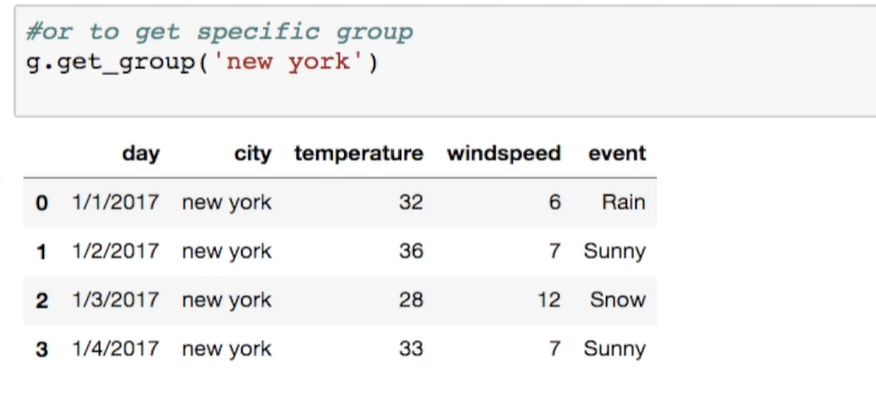 #or to get specific group
g.get_group('new york')
day city temperature windspeed event
0 1/1/2017 new york 32 6 Rain
1 1/2/2017 new york 36 7 Sunny
2 1/3/2017 new york 28 12 Snow
3 1/4/2017 new york 33 7 Sunny